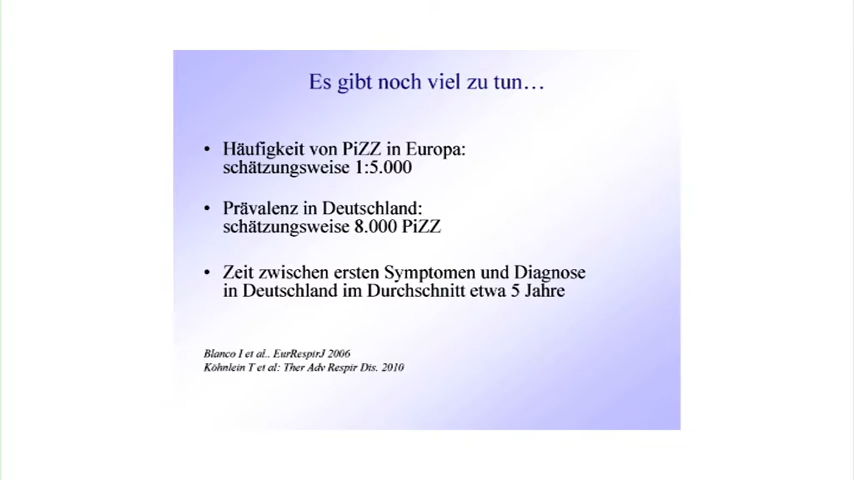 Es gibt noch viel zu tun…
• Häufigkeit von PiZZ in Europa:
schätzungsweise 1:5.000
• Prävalenz in Deutschland:
schätzungsweise 8.000 PiZZ
• Zeit zwischen ersten Symptomen und Diagnose
in Deutschland im Durchschnitt etwa 5 Jahre
Blanco I et al.. EurRespirJ 2006
Köhnlein T et al: Ther Adv Respir Dis. 2010